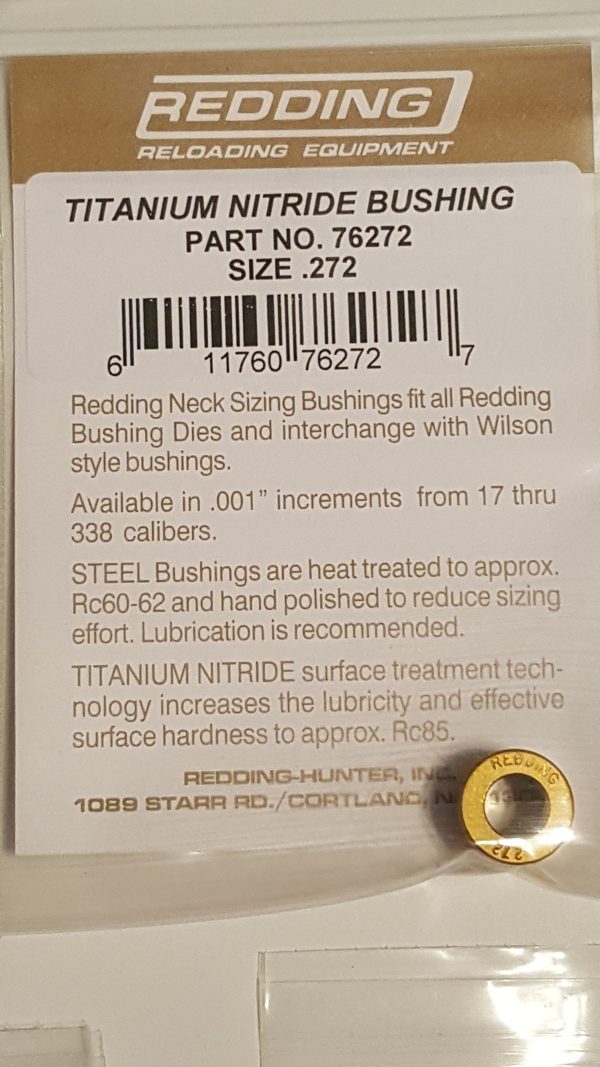 REDDING
RELOADING EQUIPMENT
TITANIUM NITRIDE BUSHING
PART NO. 76272
SIZE .272
6 11760 76272 7
Redding Neck Sizing Bushings fit all Redding
Bushing Dies and interchange with Wilson
style bushings.
Available in .001" increments from 17 thru
338 calibers.
STEEL Bushings are heat treated to approx.
Rc60-62 and hand polished to reduce sizing
effort. Lubrication is recommended.
TITANIUM NITRIDE surface treatment tech-
nology increases the lubricity and effective
surface hardness to approx. Rc85.
REDDING-HUNTER, INC.
1089 STARR RD./CORTLAND,
REDDING
272